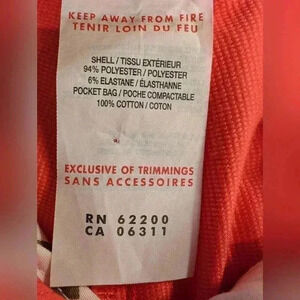 KEEP AWAY FROM FIRE
TENIR LOIN DU FEU
SHELL / TISSU EXTÉRIEUR
94% POLYESTER / POLYESTER
6% ELASTANE / ÉLASTHANNE
POCKET BAG / POCHE COMPACTABLE
100% COTTON / COTON
EXCLUSIVE OF TRIMMINGS
SANS ACCESSOIRES
RN 62200
CA 06311